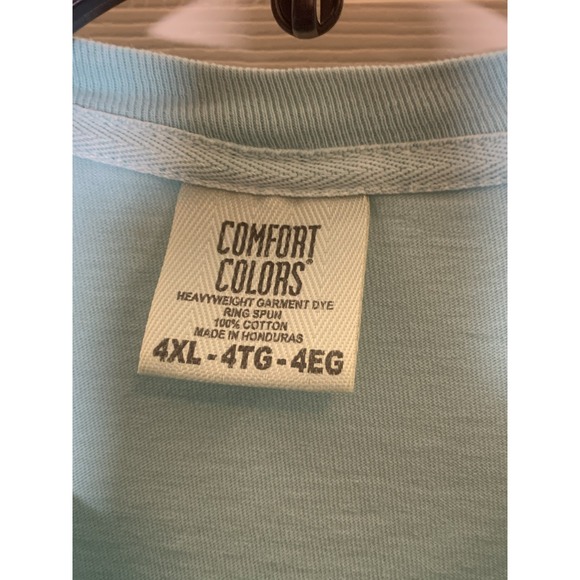 COMFORT
COLORS®
HEAVYWEIGHT GARMENT DYE
RING SPUN
100% COTTON
MADE IN HONDURAS
4XL - 4TG - 4EG